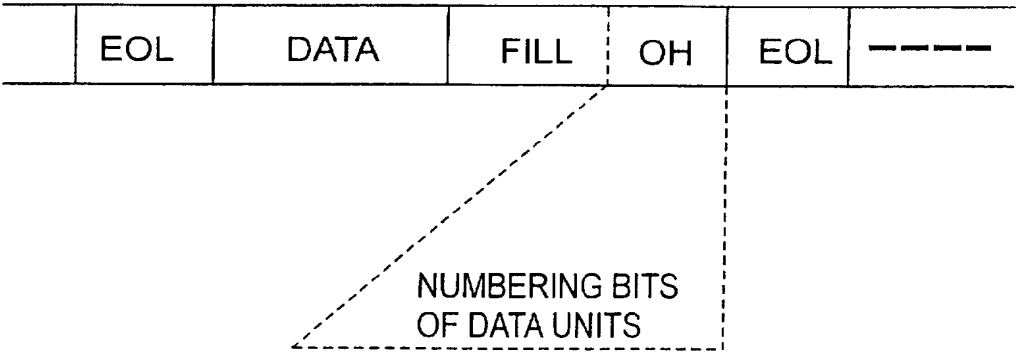 EOL DATA FILL OH EOL
NUMBERING BITS
OF DATA UNITS